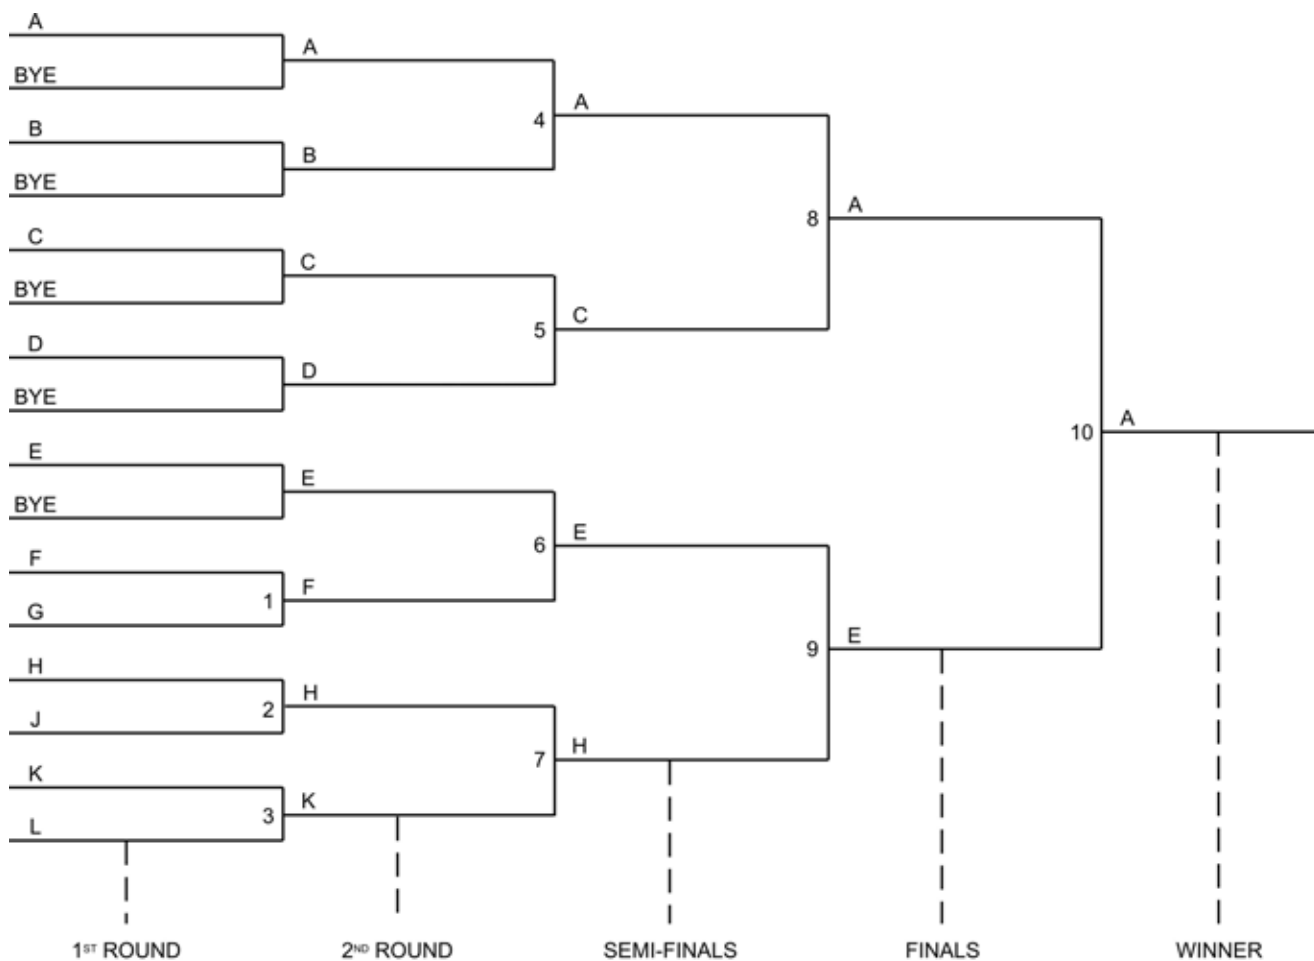 A
BYE
B
BYE
C
BYE
D
BYE
E
BYE
F
G
1
H
J
2
K
L
3
A
B
4
C
D
5
E
F
6
H
K
7
A
C
8
E
H
9
A
E
10
A
1ST ROUND
2ND ROUND
SEMI-FINALS
FINALS
WINNER